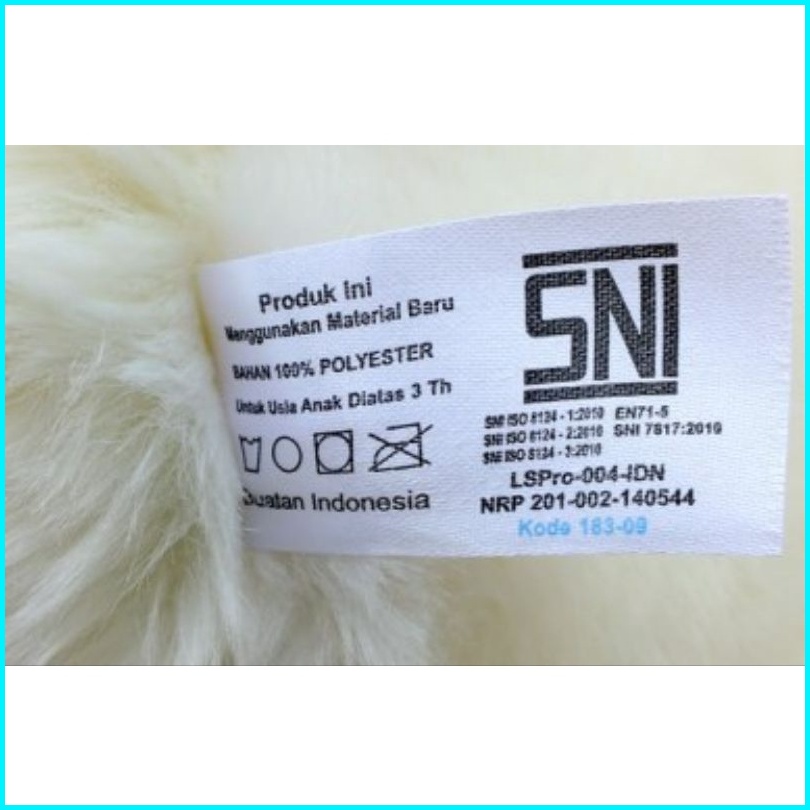 Produk Ini
Menggunakan Material Baru
BAHAN 100% POLYESTER
Untuk Usia Anak Diatas 3 Th
Buatan Indonesia
SNI
SNI ISO 8124 - 1:2010 EN71-5
SNI ISO 8124 - 2:2010 SNI 7617:2010
SNI ISO 8124 - 3:2010
LSPro-004-IDN
NRP 201-002-140544
Kode 183-09